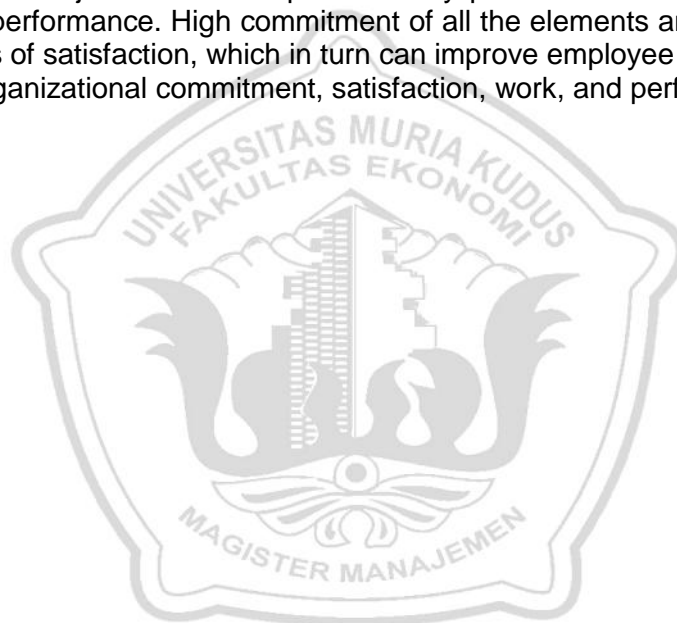 performance. High commitment of all the elements a
s of satisfaction, which in turn can improve employee
ganizational commitment, satisfaction, work, and perf
UNIVERSITAS MURIA KUDUS
FAKULTAS EKONOMI
MAGISTER MANAJEMEN